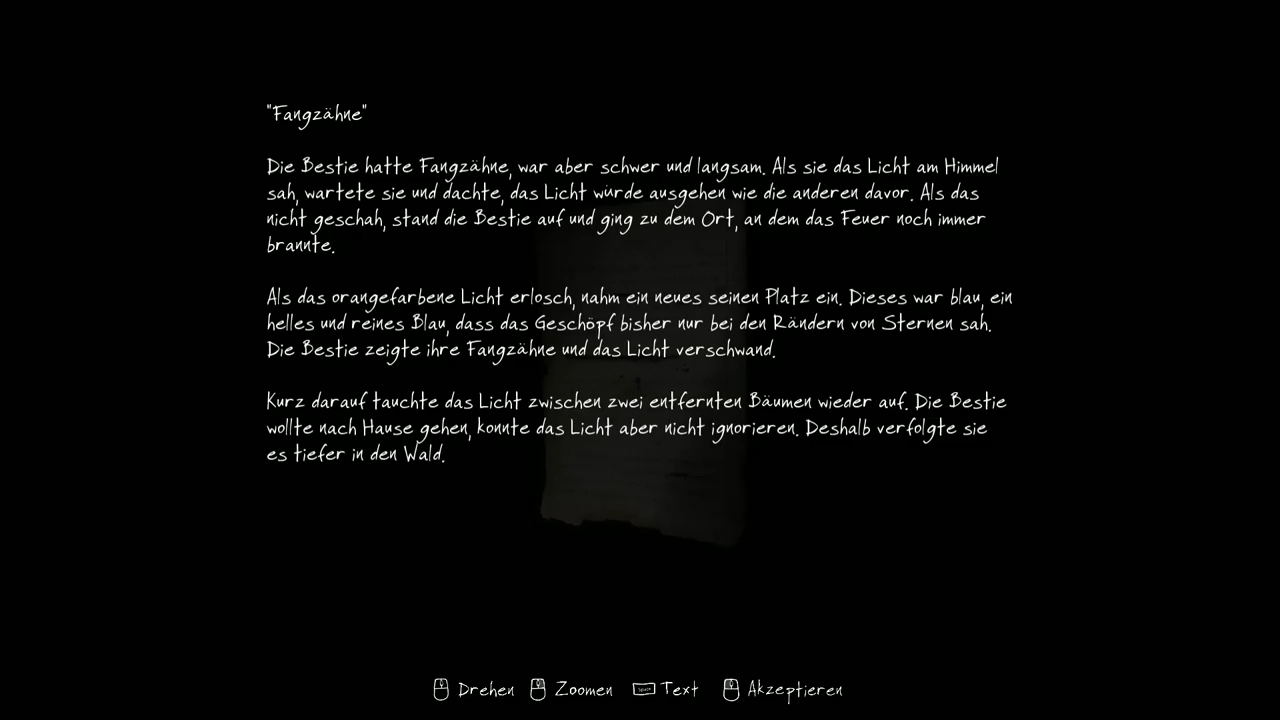 "Fangzähne"
Die Bestie hatte Fangzähne, war aber schwer und langsam. Als sie das Licht am Himmel
sah, wartete sie und dachte, das Licht würde ausgehen wie die anderen davor. Als das
nicht geschah, stand die Bestie auf und ging zu dem Ort, an dem das Feuer noch immer
brannte.
Als das orangefarbene Licht erlosch, nahm ein neues seinen Platz ein. Dieses war blau, ein
helles und reines Blau, dass das Geschöpf bisher nur bei den Rändern von Sternen sah.
Die Bestie zeigte ihre Fangzähne und das Licht verschwand.
Kurz darauf tauchte das Licht zwischen zwei entfernten Bäumen wieder auf. Die Bestie
wollte nach Hause gehen, konnte das Licht aber nicht ignorieren. Deshalb verfolgte sie
es tiefer in den Wald.
Drehen Zoomen Text Akzeptieren